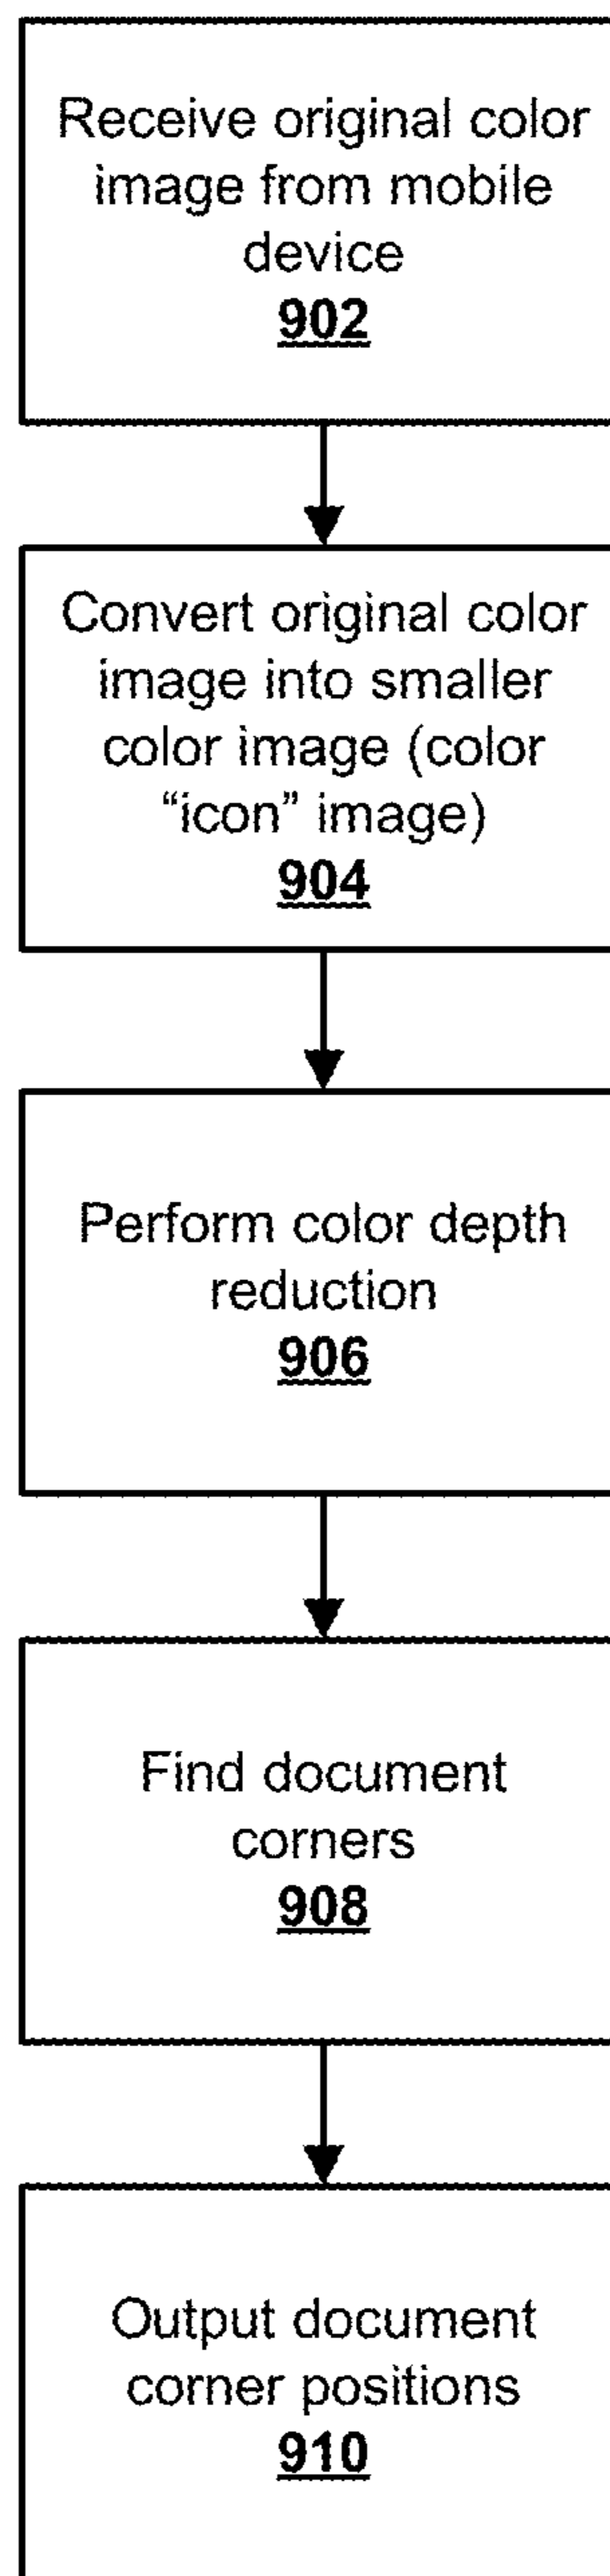 Receive original color
image from mobile
device
902
Convert original color
image into smaller
color image (color
“icon” image)
904
Perform color depth
reduction
906
Find document
corners
908
Output document
corner positions
910